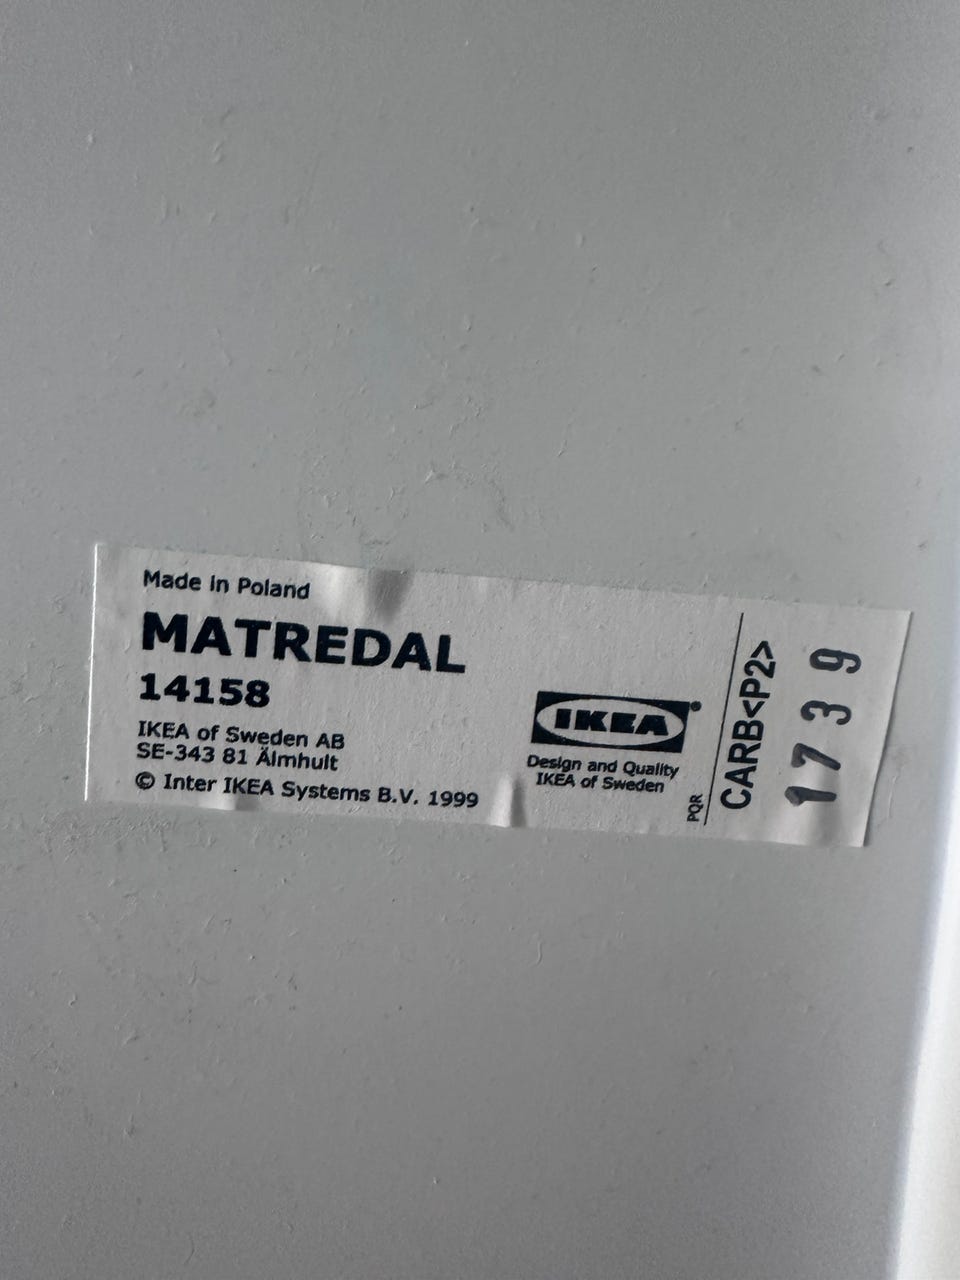 Made in Poland
MATREDAL
14158
IKEA of Sweden AB
SE-343 81 Älmhult
© Inter IKEA Systems B.V. 1999
IKEA®
Design and Quality
IKEA of Sweden
PQR
CARB<P2>
1739